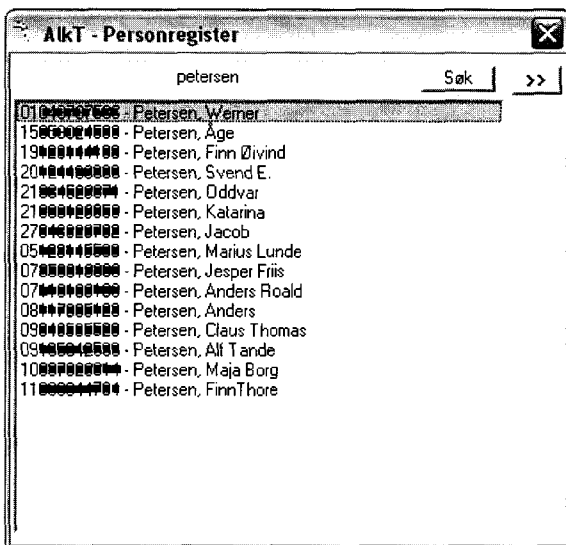 AlkT - Personregister
petersen Søk >>
Petersen, Werner
Petersen, Åge
Petersen, Finn Øivind
Petersen, Svend E.
Petersen, Oddvar
Petersen, Katarina
Petersen, Jacob
Petersen, Marius Lunde
Petersen, Jesper Friis
Petersen, Anders Roald
Petersen, Anders
Petersen, Claus Thomas
Petersen, Alf Tande
Petersen, Maja Borg
Petersen, FinnThore